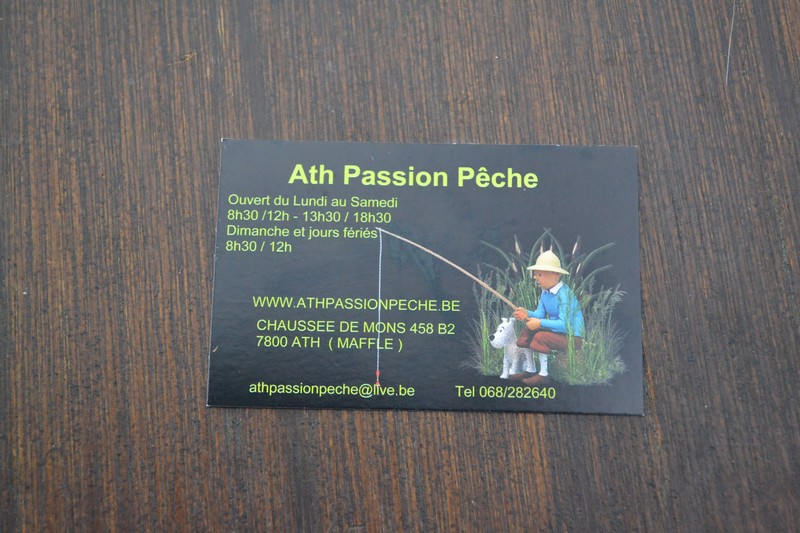 Ath Passion Pêche
Ouvert du Lundi au Samedi
8h30 /12h - 13h30 / 18h30
Dimanche et jours fériés
8h30 / 12h
WWW.ATHPASSIONPECHE.BE
CHAUSSEE DE MONS 458 B2
7800 ATH ( MAFFLE )
athpassionpeche@live.be
Tel 068/282640